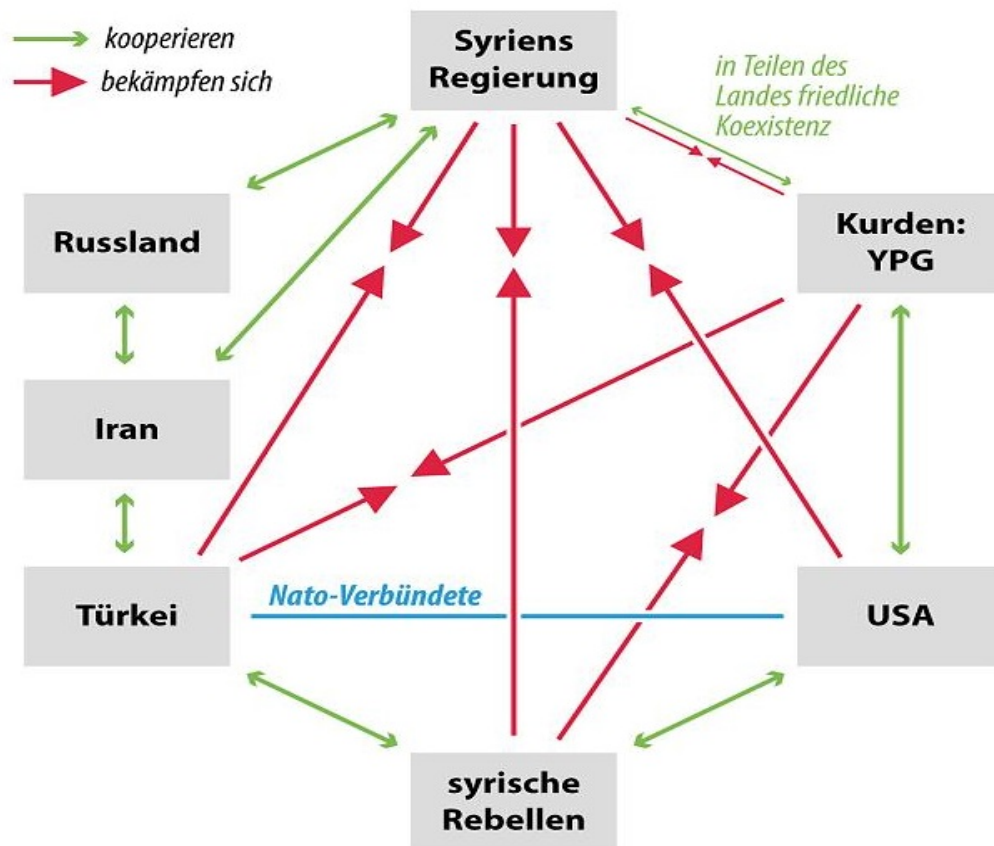 kooperieren
bekämpfen sich
Syriens
Regierung
in Teilen des
Landes friedliche
Koexistenz
Russland
Kurden:
YPG
Iran
Türkei
Nato-Verbündete
USA
syrische
Rebellen